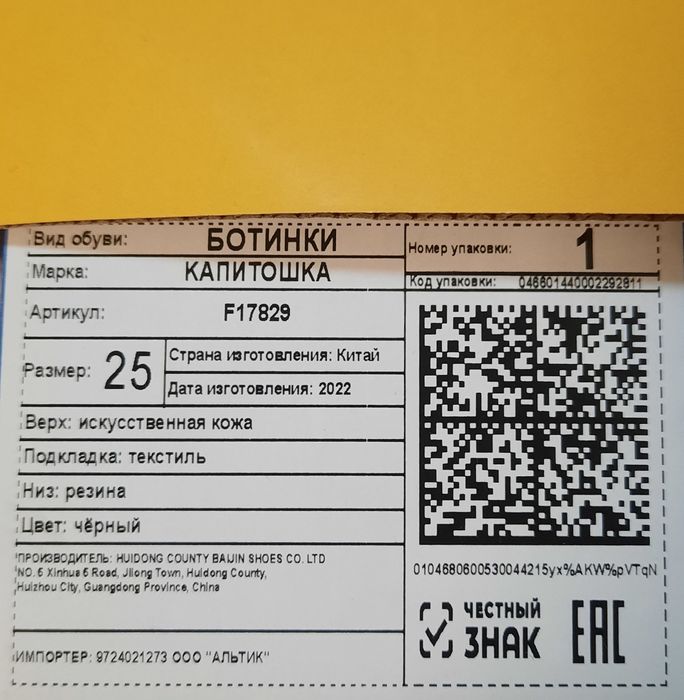 Вид обуви: БОТИНКИ
Номер упаковки: 1
Марка: КАПИТОШКА
Код упаковки: 046601440002292811
Артикул: F17829
Размер: 25
Страна изготовления: Китай
Дата изготовления: 2022
Верх: искусственная кожа
Подкладка: текстиль
Низ: резина
Цвет: чёрный
ПРОИЗВОДИТЕЛЬ: HUIDONG COUNTY BAIJIN SHOES CO. LTD
NO. 6 Xinhua 6 Road, Jilong Town, Huidong County,
Huizhou City, Guangdong Province, China
0104680600530044215yx%AKW%pVTqN
ЧЕСТНЫЙ
ЗНАК
EAC
ИМПОРТЕР: 9724021273 ООО "АЛЬТИК"